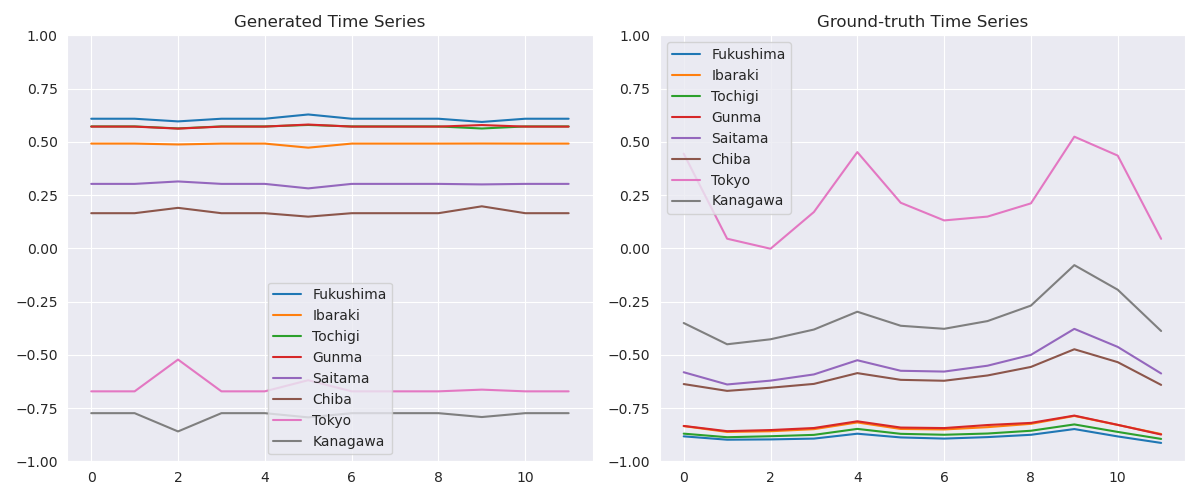 Generated Time Series
1.00
0.75
0.50
0.25
0.00
−0.25
−0.50
−0.75
−1.00
0 2 4 6 8 10
Fukushima
Ibaraki
Tochigi
Gunma
Saitama
Chiba
Tokyo
Kanagawa
Ground-truth Time Series
1.00
0.75
0.50
0.25
0.00
−0.25
−0.50
−0.75
−1.00
0 2 4 6 8 10
Fukushima
Ibaraki
Tochigi
Gunma
Saitama
Chiba
Tokyo
Kanagawa